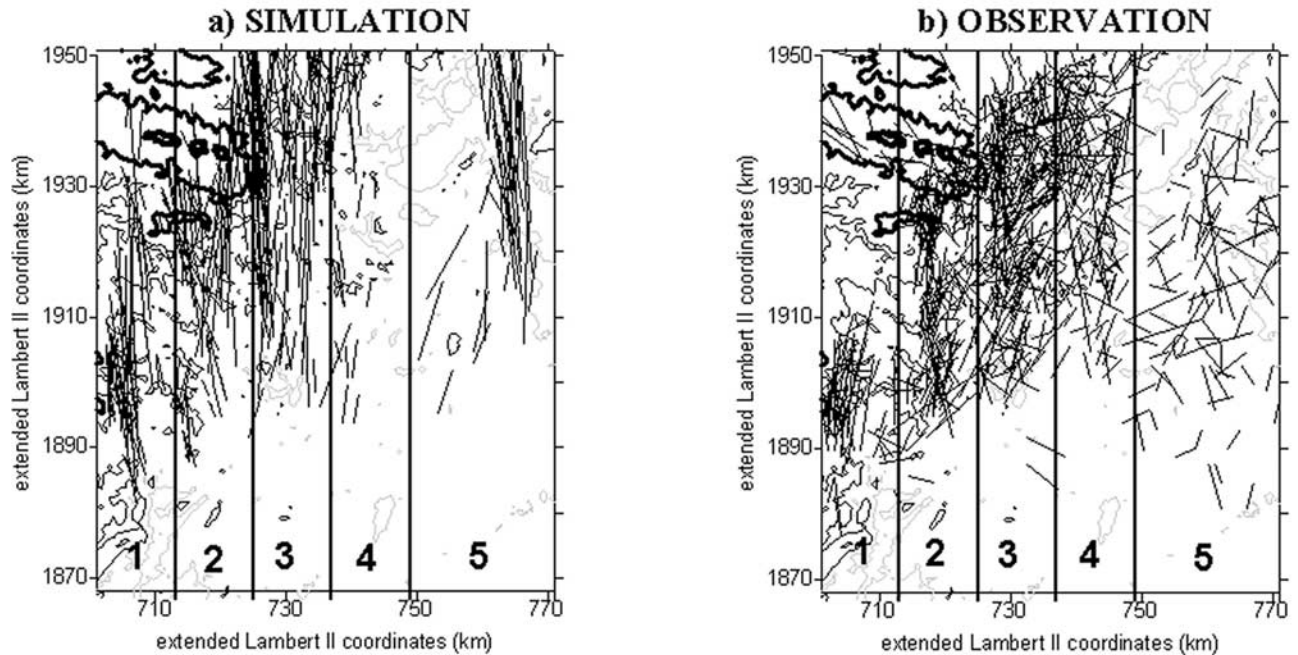 a) SIMULATION
1950
1930
1910
1890
1870
extended Lambert II coordinates (km)
1 2 3 4 5
710 730 750 770
extended Lambert II coordinates (km)
b) OBSERVATION
1950
1930
1910
1890
1870
extended Lambert II coordinates (km)
1 2 3 4 5
710 730 750 770
extended Lambert II coordinates (km)